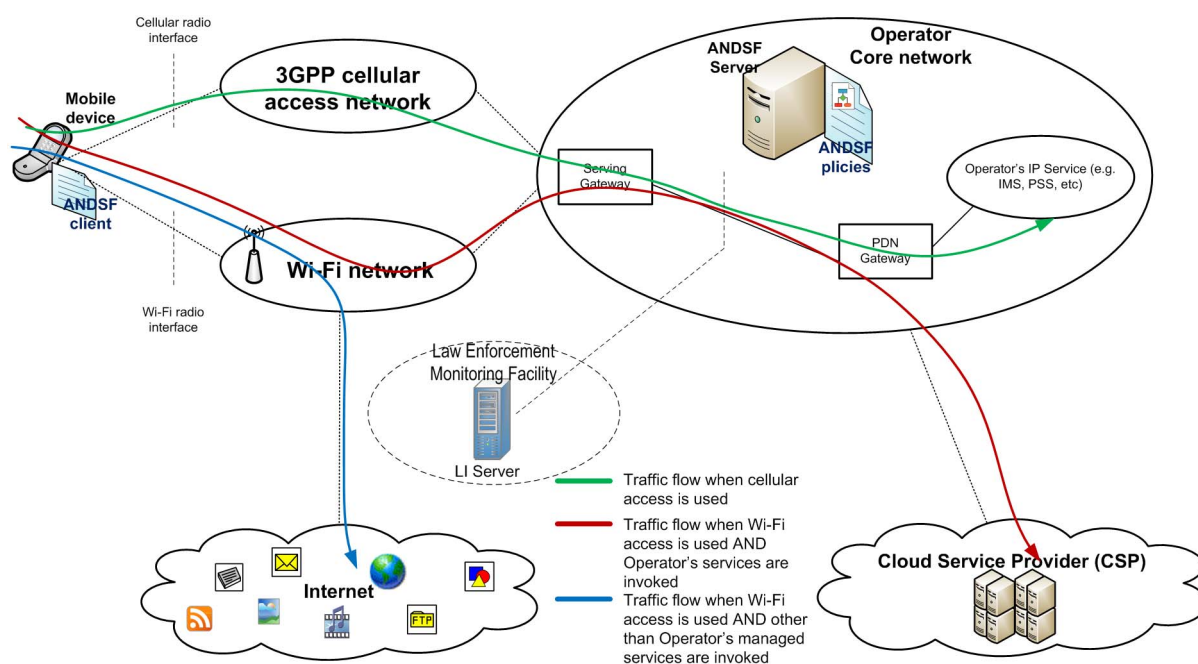 Cellular radio
interface
3GPP cellular
access network
Mobile
device
ANDSF
client
Wi-Fi radio
interface
Wi-Fi network
Operator
Core network
ANDSF
Server
ANDSF
plicies
Serving
Gateway
Operator's IP Service (e.g.
IMS, PSS, etc)
PDN
Gateway
Law Enforcement
Monitoring Facility
LI Server
Traffic flow when cellular
access is used
Traffic flow when Wi-Fi
access is used AND
Operator's services are
invoked
Traffic flow when Wi-Fi
access is used AND other
than Operator's managed
services are invoked
Internet
FTP
Cloud Service Provider (CSP)